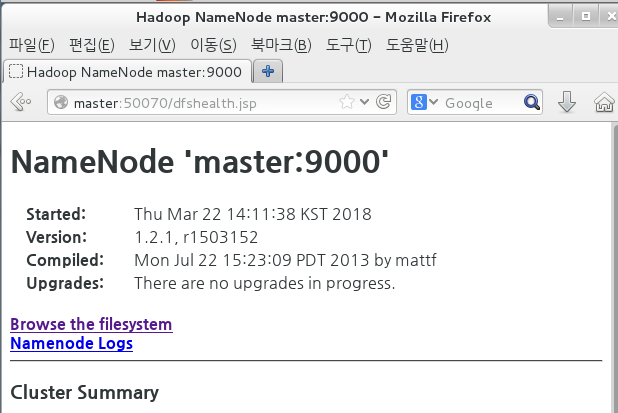 Hadoop NameNode master:9000 - Mozilla Firefox
파일(F) 편집(E) 보기(V) 이동(S) 북마크(B) 도구(T) 도움말(H)
Hadoop NameNode master:9000
master:50070/dfshealth.jsp
8 Google
NameNode 'master:9000'
Started: Thu Mar 22 14:11:38 KST 2018
Version: 1.2.1, r1503152
Compiled: Mon Jul 22 15:23:09 PDT 2013 by mattf
Upgrades: There are no upgrades in progress.
Browse the filesystem
Namenode Logs
Cluster Summary